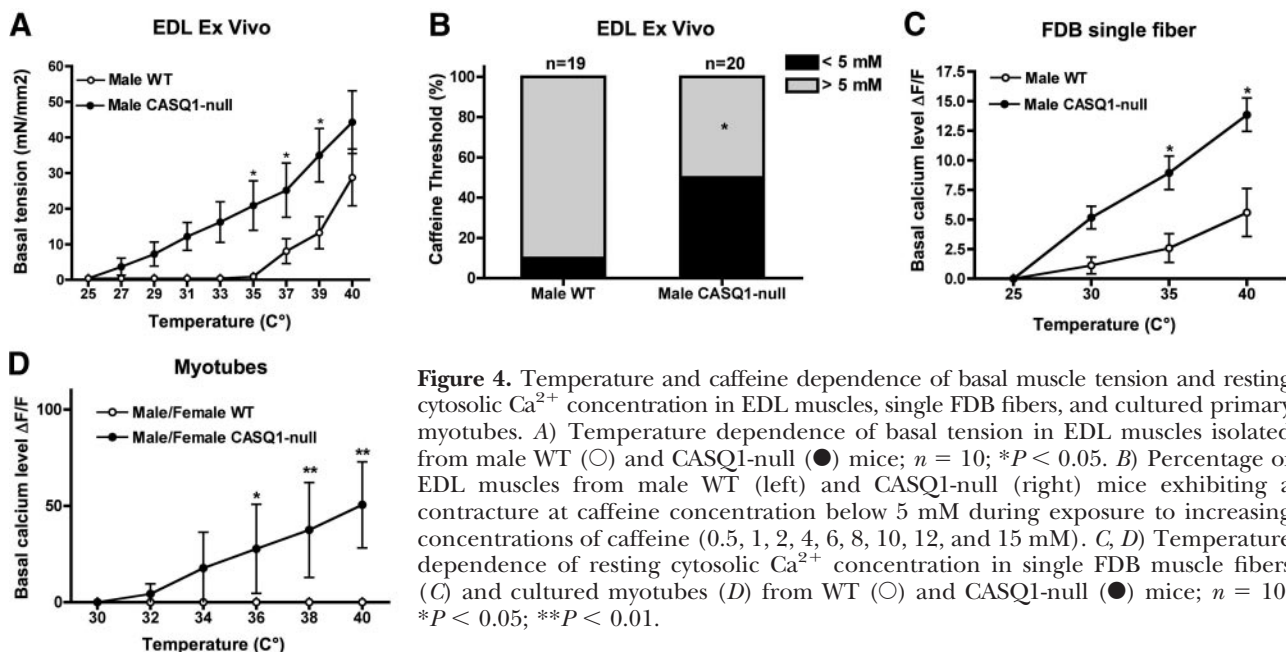 A
EDL Ex Vivo
Male WT
Male CASQ1-null
Basal tension (mN/mm2)
60
50
40
30
20
10
0
* * *
25 27 29 31 33 35 37 39 40
Temperature (C°)
B
EDL Ex Vivo
n=19 n=20
< 5 mM
> 5 mM
Caffeine Threshold (%)
100
80
60
40
20
0
*
Male WT Male CASQ1-null
C
FDB single fiber
Male WT
Male CASQ1-null
Basal calcium level ΔF/F
17.5
15.0
12.5
10.0
7.5
5.0
2.5
0.0
* *
25 30 35 40
Temperature (C°)
D
Myotubes
Male/Female WT
Male/Female CASQ1-null
Basal calcium level ΔF/F
100
50
0
* ** **
30 32 34 36 38 40
Temperature (C°)
Figure 4. Temperature and caffeine dependence of basal muscle tension and resting
cytosolic Ca2+ concentration in EDL muscles, single FDB fibers, and cultured primary
myotubes. A) Temperature dependence of basal tension in EDL muscles isolated
from male WT (○) and CASQ1-null (●) mice; n = 10; *P < 0.05. B) Percentage of
EDL muscles from male WT (left) and CASQ1-null (right) mice exhibiting a
contracture at caffeine concentration below 5 mM during exposure to increasing
concentrations of caffeine (0.5, 1, 2, 4, 6, 8, 10, 12, and 15 mM). C, D) Temperature
dependence of resting cytosolic Ca2+ concentration in single FDB muscle fibers
(C) and cultured myotubes (D) from WT (○) and CASQ1-null (●) mice; n = 10
*P < 0.05; **P < 0.01.